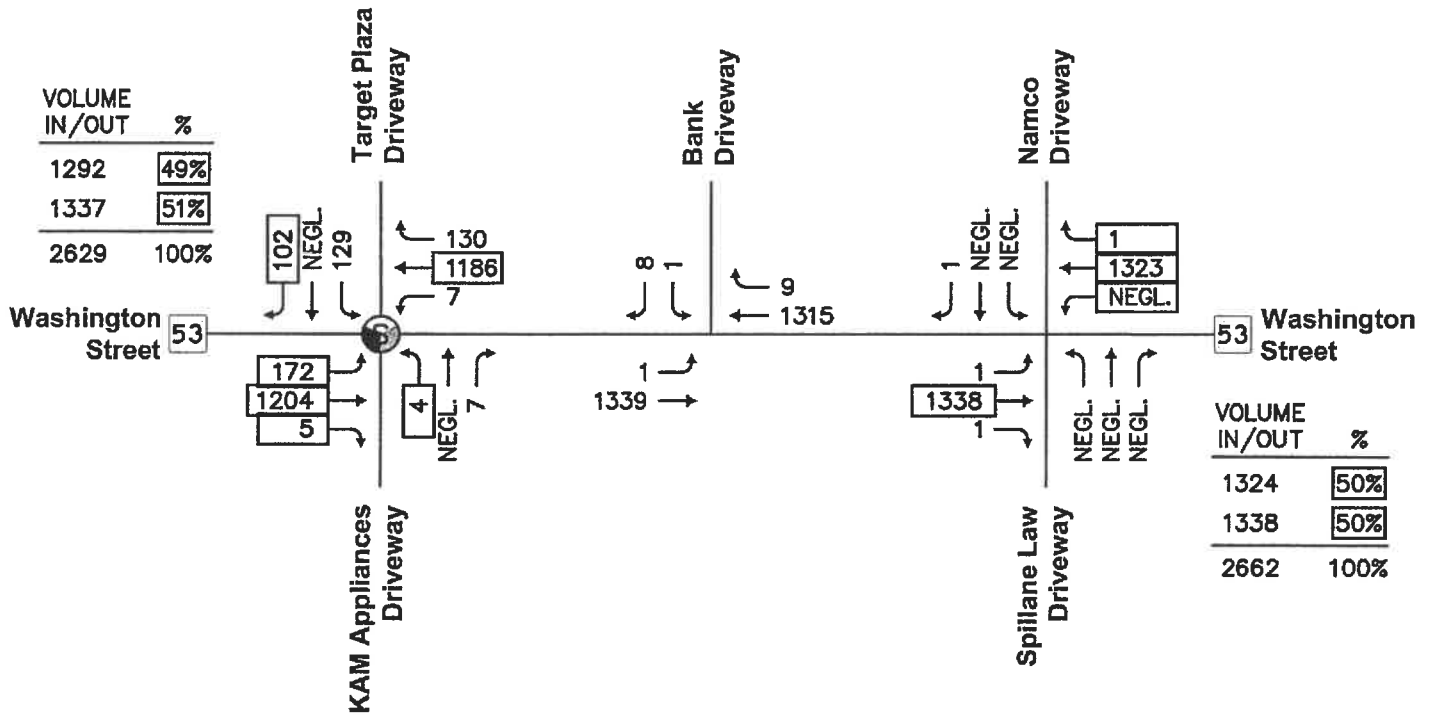 VOLUME
IN/OUT %
1292 49%
1337 51%
2629 100%
Target Plaza
Driveway
Bank
Driveway
Namco
Driveway
102
NEGL.
129
130
1186
7
8
1
9
1315
1
NEGL.
NEGL.
1
1323
NEGL.
Washington
Street
53
S
53
Washington
Street
172
1204
5
4
NEGL.
7
1
1339
1
1338
1
NEGL.
NEGL.
NEGL.
VOLUME
IN/OUT %
1324 50%
1338 50%
2662 100%
KAM Appliances
Driveway
Spillane Law
Driveway